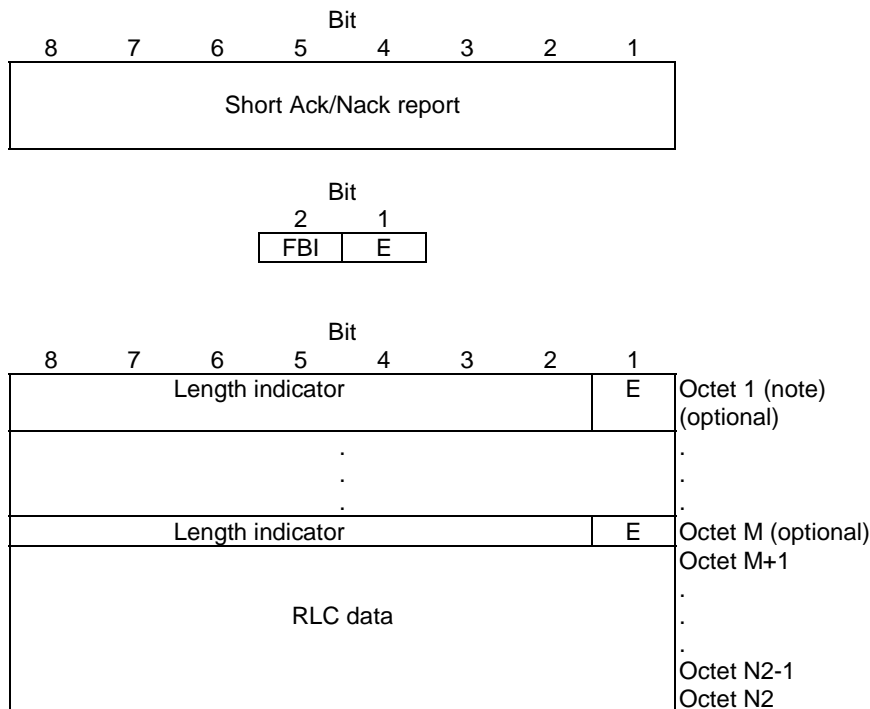 Bit
8 7 6 5 4 3 2 1
Short Ack/Nack report
Bit
2 1
FBI E
Bit
8 7 6 5 4 3 2 1
Length indicator E Octet 1 (note)
(optional)
. .
. .
. .
Length indicator E Octet M (optional)
Octet M+1
.
RLC data .
.
Octet N2-1
Octet N2